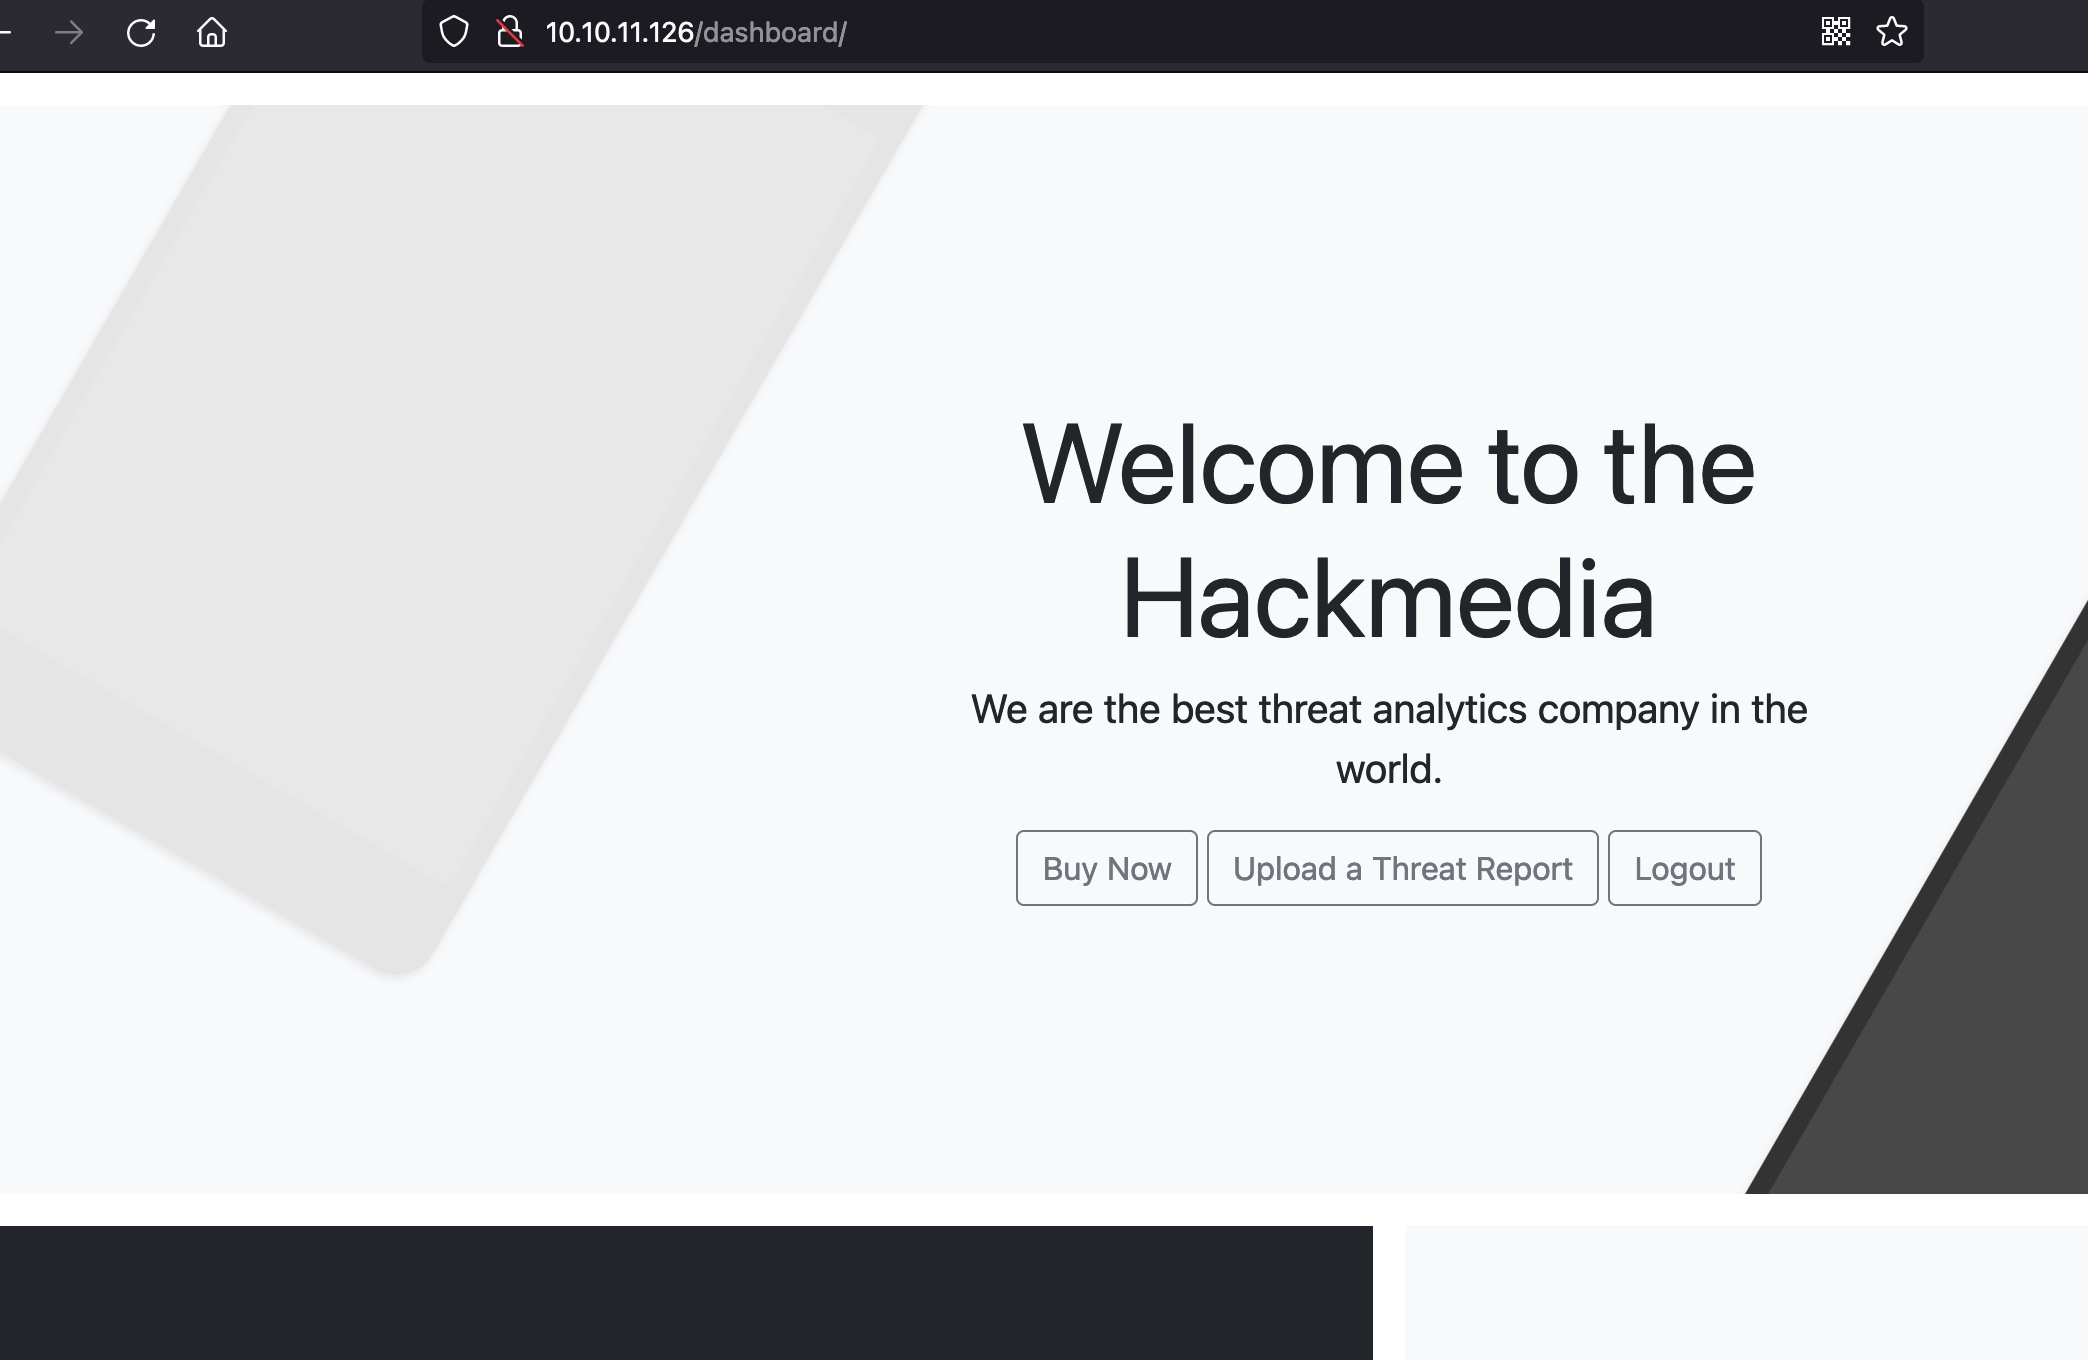 10.10.11.126/dashboard/
Welcome to the
Hackmedia
We are the best threat analytics company in the
world.
Buy Now
Upload a Threat Report
Logout